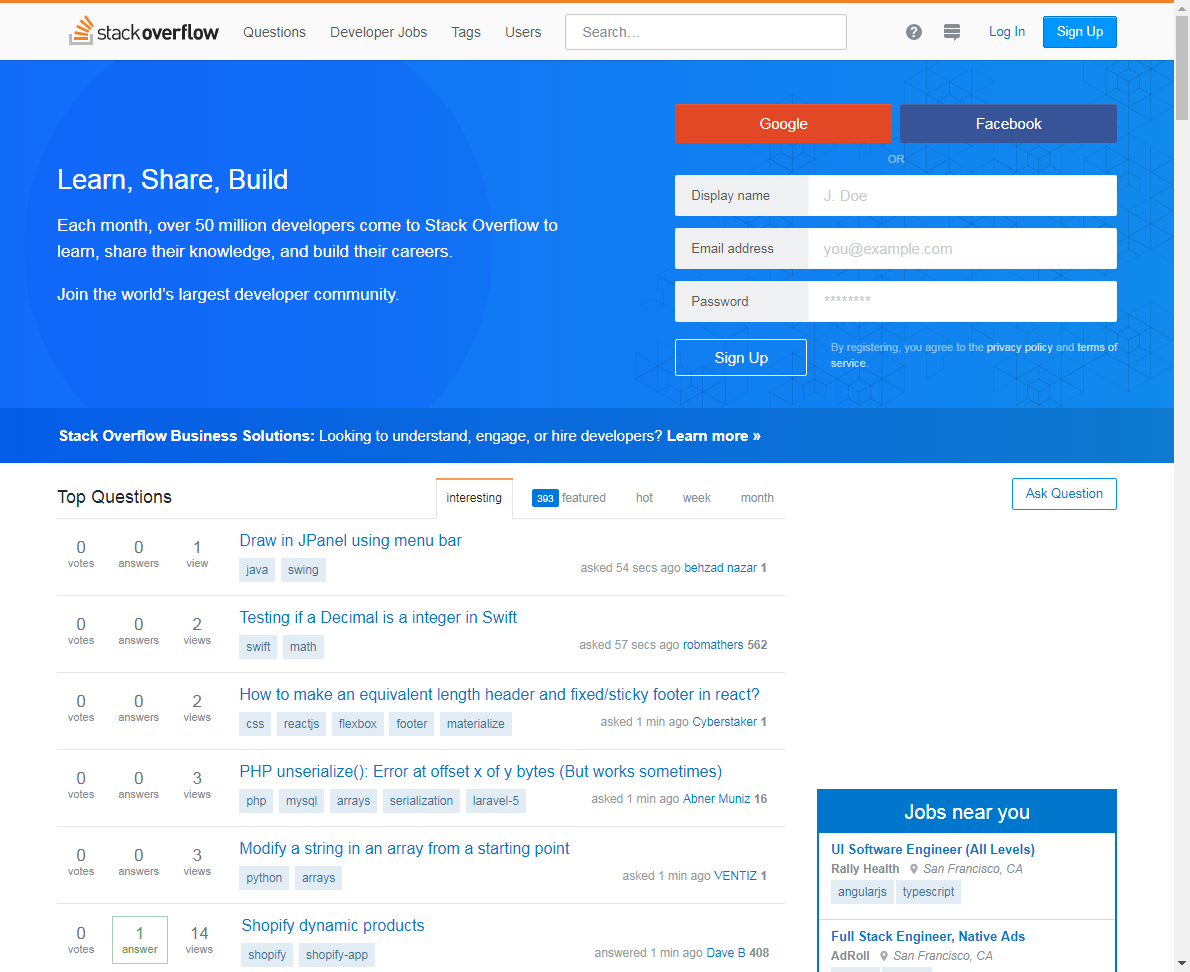 stackoverflow Questions Developer Jobs Tags Users Search... Log In Sign Up
Google Facebook
OR
Learn, Share, Build
Each month, over 50 million developers come to Stack Overflow to
learn, share their knowledge, and build their careers.
Join the world's largest developer community.
Display name J. Doe
Email address you@example.com
Password ********
Sign Up
By registering, you agree to the privacy policy and terms of
service.
Stack Overflow Business Solutions: Looking to understand, engage, or hire developers? Learn more »
Top Questions interesting 393 featured hot week month
Ask Question
0 votes 0 answers 1 view
Draw in JPanel using menu bar
java swing
asked 54 secs ago behzad nazar 1
0 votes 0 answers 2 views
Testing if a Decimal is a integer in Swift
swift math
asked 57 secs ago robmathers 562
0 votes 0 answers 2 views
How to make an equivalent length header and fixed/sticky footer in react?
css reactjs flexbox footer materialize
asked 1 min ago Cyberstaker 1
0 votes 0 answers 3 views
PHP unserialize(): Error at offset x of y bytes (But works sometimes)
php mysql arrays serialization laravel-5
asked 1 min ago Abner Muniz 16
0 votes 0 answers 3 views
Modify a string in an array from a starting point
python arrays
asked 1 min ago VENTIZ 1
0 votes 1 answer 14 views
Shopify dynamic products
shopify shopify-app
answered 1 min ago Dave B 408
Jobs near you
UI Software Engineer (All Levels)
Rally Health San Francisco, CA
angularjs typescript
Full Stack Engineer, Native Ads
AdRoll San Francisco, CA